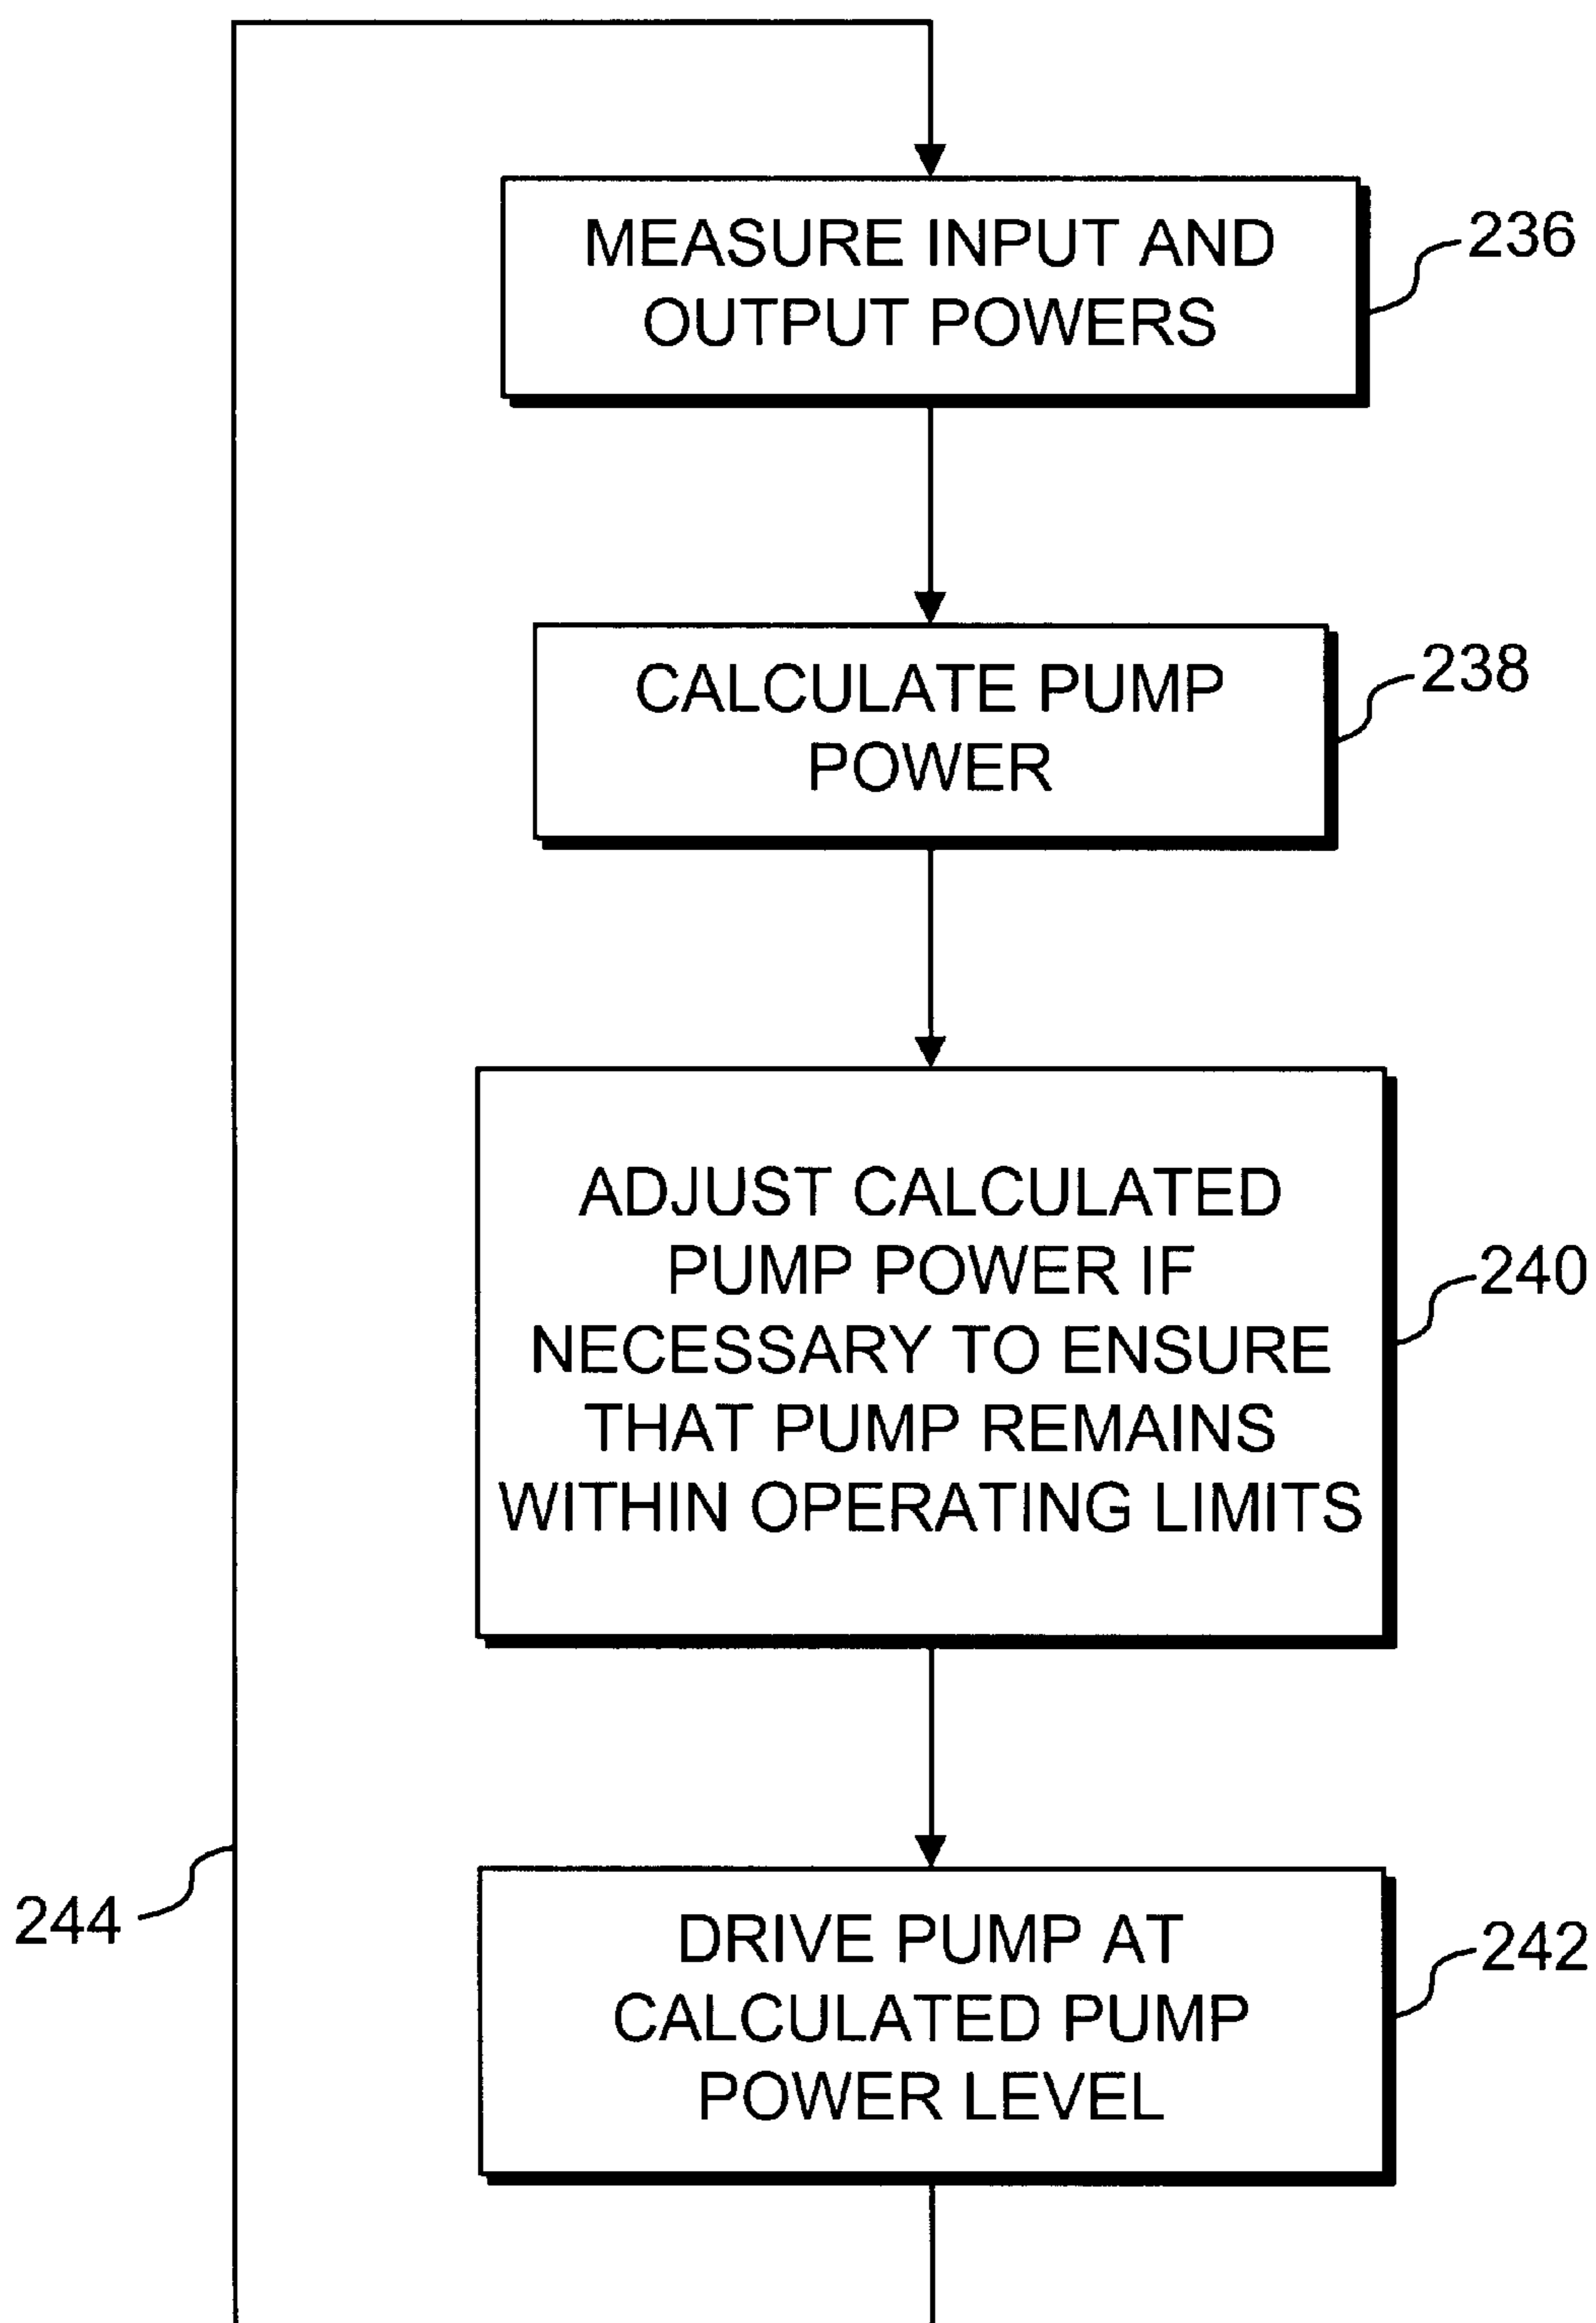 MEASURE INPUT AND
OUTPUT POWERS
236
CALCULATE PUMP
POWER
238
ADJUST CALCULATED
PUMP POWER IF
NECESSARY TO ENSURE
THAT PUMP REMAINS
WITHIN OPERATING LIMITS
240
244
DRIVE PUMP AT
CALCULATED PUMP
POWER LEVEL
242